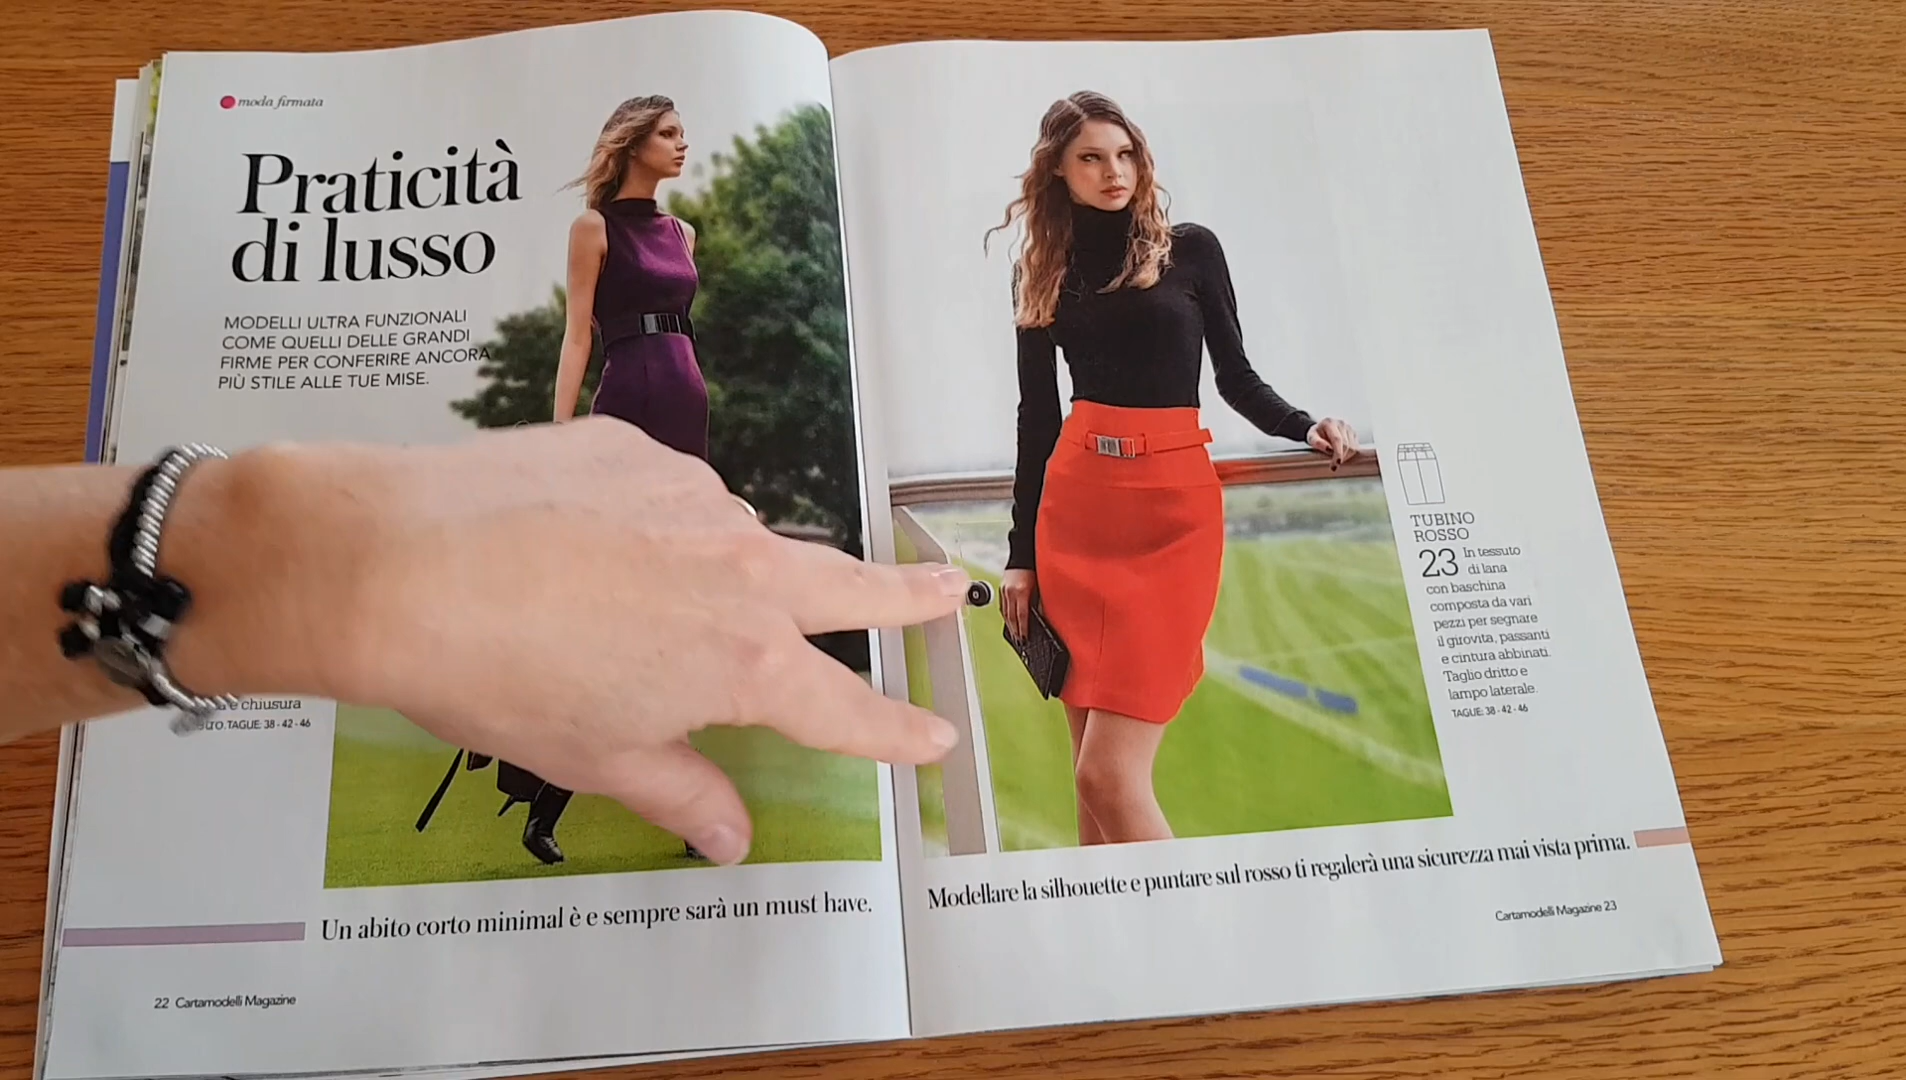 moda firmata
Praticità
di lusso
MODELLI ULTRA FUNZIONALI
COME QUELLI DELLE GRANDI
FIRME PER CONFERIRE ANCORA
PIÙ STILE ALLE TUE MISE.
e chiusura
TAGUE: 38 - 42 - 46
Un abito corto minimal è e sempre sarà un must have.
22 Cartamodelli Magazine
TUBINO
ROSSO
23 In tessuto
di lana
con baschina
composta da vari
pezzi per segnare
il girovita, passanti
e cintura abbinati.
Taglio dritto e
lampo laterale.
TAGUE: 38 - 42 - 46
Modellare la silhouette e puntare sul rosso ti regalerà una sicurezza mai vista prima.
Cartamodelli Magazine 23